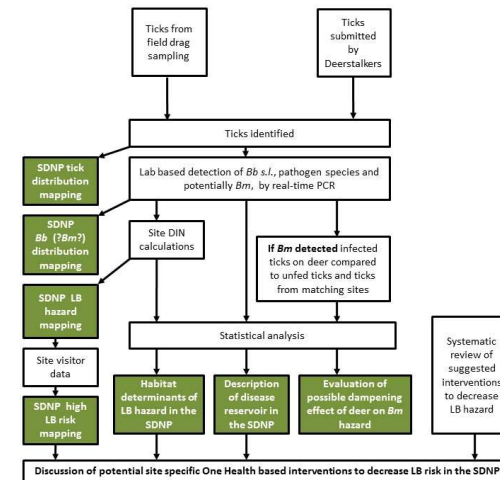 Ticks from
field drag
sampling
Ticks
submitted
by
Deerstalkers
Ticks identified
SDNP tick
distribution
mapping
Lab based detection of Bb s.l., pathogen species and
potentially Bm, by real-time PCR
SDNP
Bb (?Bm?)
distribution
mapping
Site DIN
calculations
If Bm detected infected
ticks on deer compared
to unfed ticks and ticks
from matching sites
SDNP LB
hazard
mapping
Statistical analysis
Site visitor
data
Systematic
review of
suggested
interventions
to decrease
LB hazard
SDNP high
LB risk
mapping
Habitat
determinants
of LB hazard in the
SDNP
Description
of disease
reservoir in
the SDNP
Evaluation of
possible dampening
effect of deer on Bm
hazard
Discussion of potential site specific One Health based interventions to decrease LB risk in the SDNP